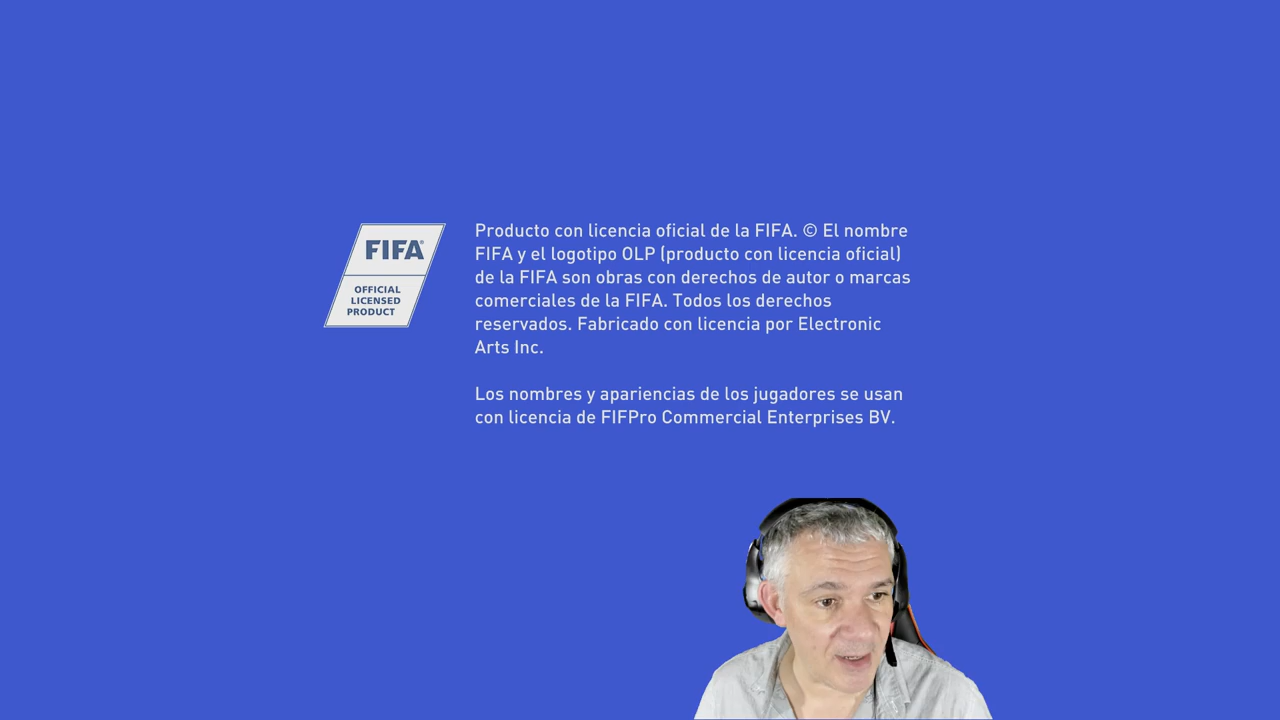 FIFA®
OFFICIAL
LICENSED
PRODUCT
Producto con licencia oficial de la FIFA. © El nombre
FIFA y el logotipo OLP (producto con licencia oficial)
de la FIFA son obras con derechos de autor o marcas
comerciales de la FIFA. Todos los derechos
reservados. Fabricado con licencia por Electronic
Arts Inc.
Los nombres y apariencias de los jugadores se usan
con licencia de FIFPro Commercial Enterprises BV.